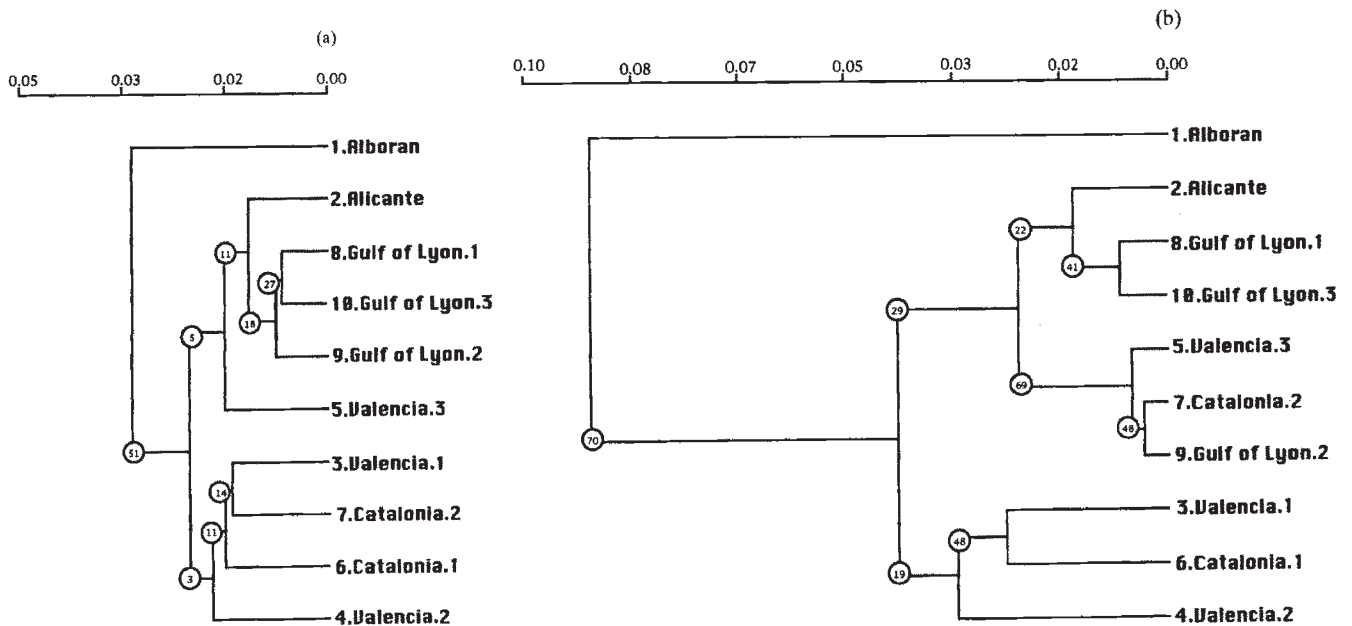 (a)
0.05 0.03 0.02 0.00
1.Alboran
2.Alicante
11
8.Gulf of Lyon.1
27
10.Gulf of Lyon.3
18
5
9.Gulf of Lyon.2
5.Valencia.3
51
3.Valencia.1
14
7.Catalonia.2
11
6.Catalonia.1
3
4.Valencia.2
(b)
0.10 0.08 0.07 0.05 0.03 0.02 0.00
1.Alboran
2.Alicante
22
8.Gulf of Lyon.1
41
10.Gulf of Lyon.3
29
5.Valencia.3
69
7.Catalonia.2
48
9.Gulf of Lyon.2
70
3.Valencia.1
48
6.Catalonia.1
19
4.Valencia.2